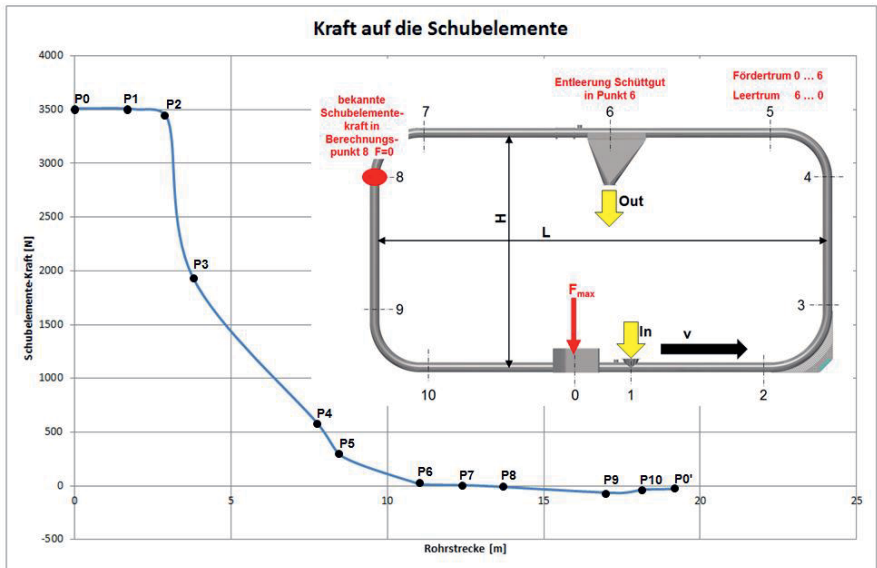 Kraft auf die Schubelemente
4000
3500
3000
2500
2000
1500
1000
500
0
-500
Schubelemente-Kraft [N]
0
5
10
15
20
25
Rohrstrecke [m]
P0
P1
P2
P3
P4
P5
P6
P7
P8
P9
P10
P0'
bekannte
Schubelemente-
kraft in
Berechnungs-
punkt 8 F=0
Entleerung Schüttgut
in Punkt 6
Fördertrum 0 ... 6
Leertrum 6 ... 0
7
6
5
8
4
Out
H
L
9
3
Fmax
In
v
10
0
1
2